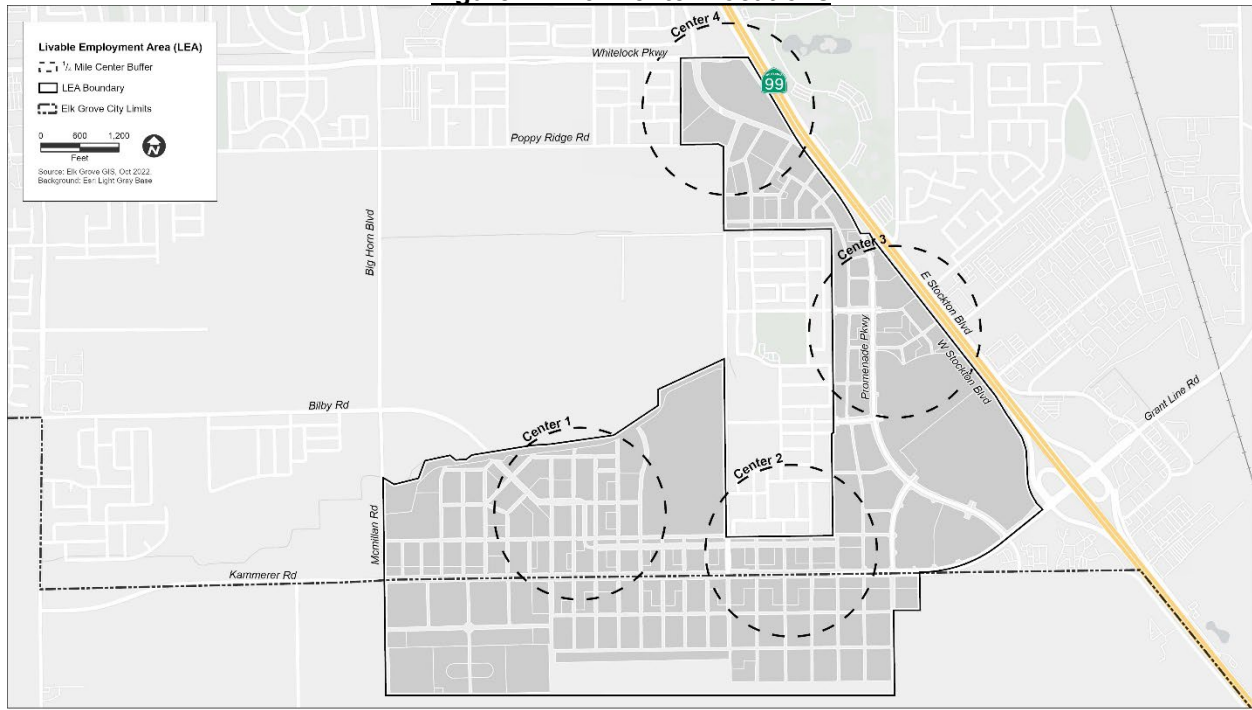 Livable Employment Area (LEA)
1/4 Mile Center Buffer
LEA Boundary
Elk Grove City Limits
0 600 1,200
Feet
N
Source: Elk Grove GIS, Oct 2022
Background: Esri Light Gray Base
Center 4
Whitelock Pkwy
99
Poppy Ridge Rd
Big Horn Blvd
Center 3
E Stockton Blvd
W Stockton Blvd
Promenade Pkwy
Grant Line Rd
Bilby Rd
Center 1
Center 2
Mcmillan Rd
Kammerer Rd